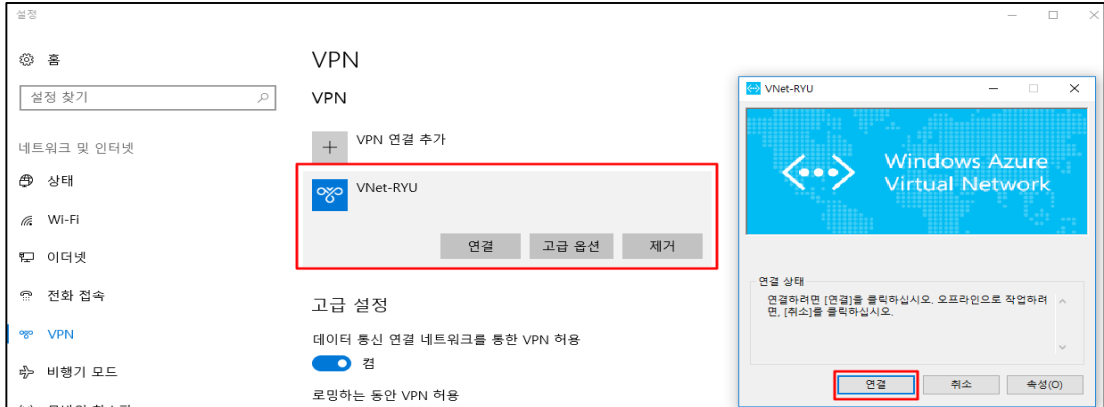 설정
홈
설정 찾기
네트워크 및 인터넷
상태
Wi-Fi
이더넷
전화 접속
VPN
비행기 모드
VPN
VPN
VPN 연결 추가
VNet-RYU
연결
고급 옵션
제거
고급 설정
데이터 통신 연결 네트워크를 통한 VPN 허용
켬
로밍하는 동안 VPN 허용
VNet-RYU
Windows Azure
Virtual Network
연결 상태
연결하려면 [연결]을 클릭하십시오. 오프라인으로 작업하려
면, [취소]를 클릭하십시오.
연결
취소
속성(O)